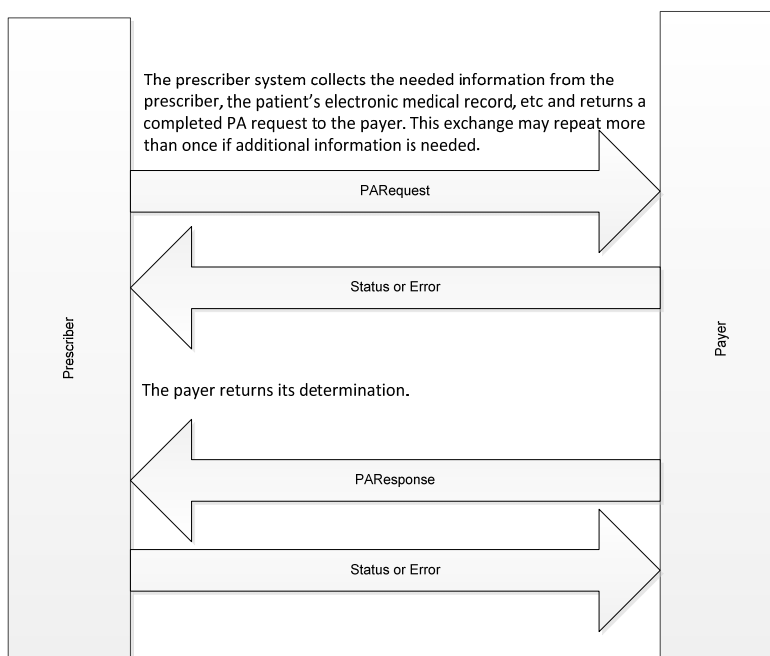 The prescriber system collects the needed information from the
prescriber, the patient's electronic medical record, etc and returns a
completed PA request to the payer. This exchange may repeat more
than once if additional information is needed.
PARequest
Status or Error
Prescriber
Payer
The payer returns its determination.
PAResponse
Status or Error